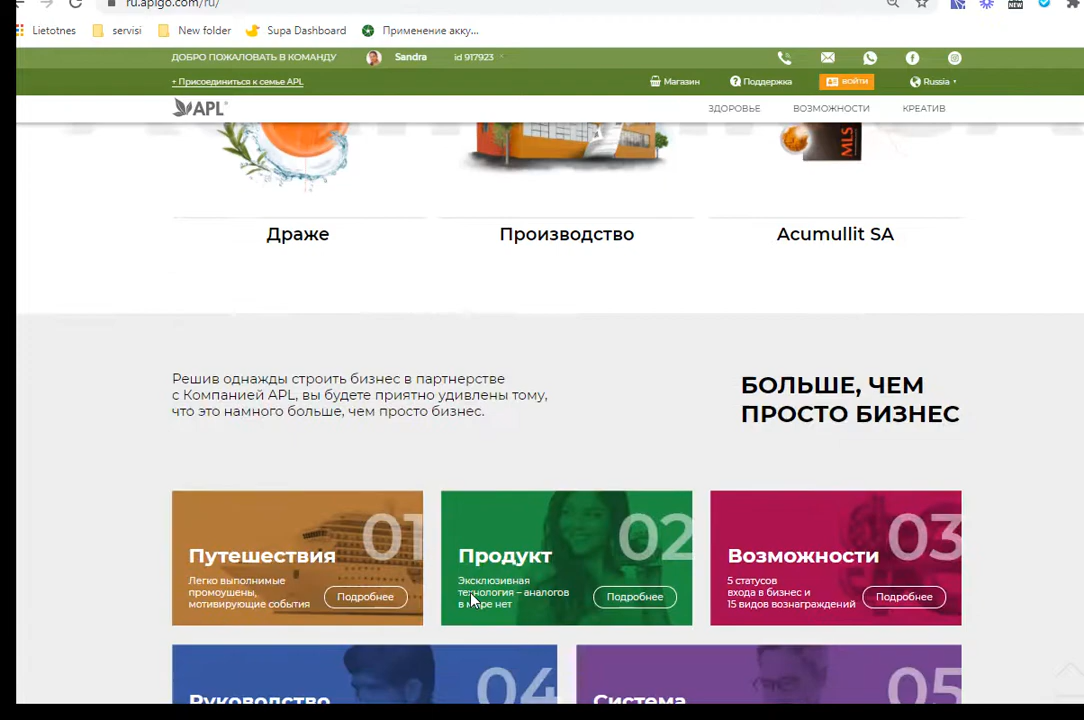 ru.aplgo.com/ru/
Lietotnes
servisi
New folder
Supa Dashboard
Применение акку...
ДОБРО ПОЖАЛОВАТЬ В КОМАНДУ
Sandra
id 917923
+ Присоединиться к семье APL
Магазин
Поддержка
ВОЙТИ
Russia
APL
ЗДОРОВЬЕ
ВОЗМОЖНОСТИ
КРЕАТИВ
MLS
Драже
Производство
Acumullit SA
Решив однажды строить бизнес в партнерстве
с Компанией APL, вы будете приятно удивлены тому,
что это намного больше, чем просто бизнес.
БОЛЬШЕ, ЧЕМ
ПРОСТО БИЗНЕС
01
Путешествия
Легко выполнимые
промоушены,
мотивирующие события
Подробнее
02
Продукт
Эксклюзивная
технология – аналогов
в мире нет
Подробнее
03
Возможности
5 статусов
входа в бизнес и
15 видов вознаграждений
Подробнее
04
Руководство
05
Система